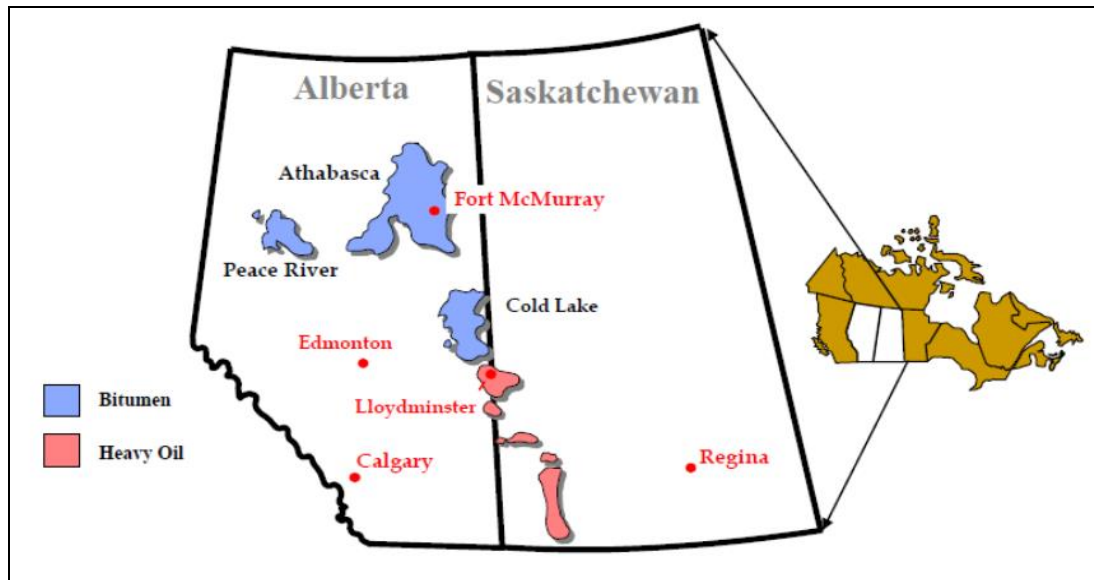 Alberta
Saskatchewan
Athabasca
Fort McMurray
Peace River
Cold Lake
Edmonton
Lloydminster
Bitumen
Heavy Oil
Calgary
Regina